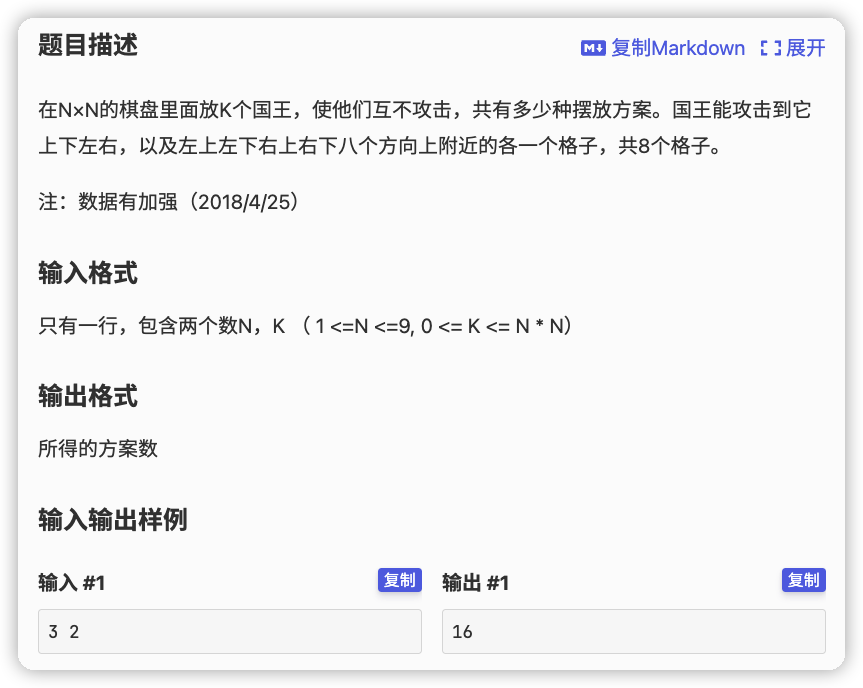 题目描述
复制Markdown 展开
在N×N的棋盘里面放K个国王，使他们互不攻击，共有多少种摆放方案。国王能攻击到它
上下左右，以及左上左下右上右下八个方向上附近的各一个格子，共8个格子。
注：数据有加强（2018/4/25）
输入格式
只有一行，包含两个数N，K （ 1 <=N <=9, 0 <= K <= N * N）
输出格式
所得的方案数
输入输出样例
输入 #1
复制
输出 #1
复制
3 2
16